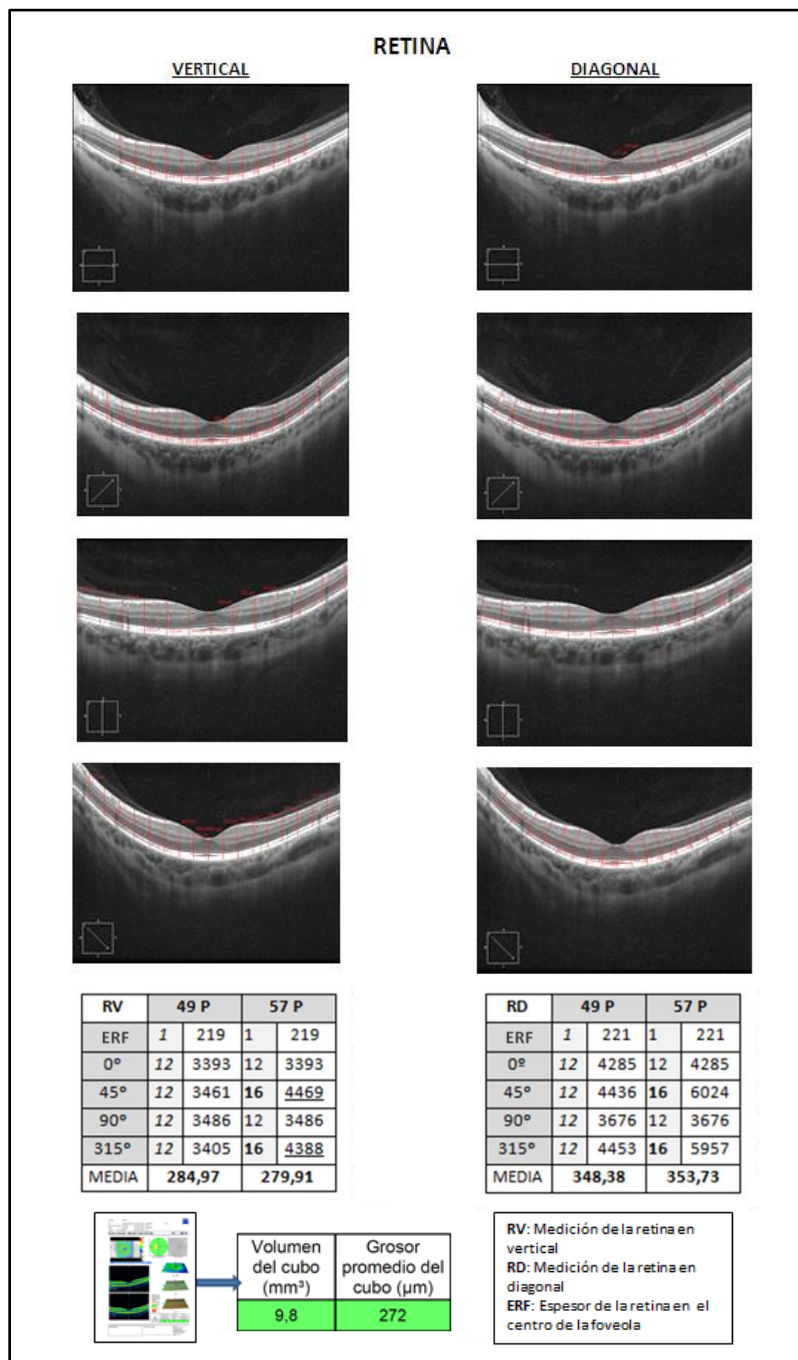 RETINA
VERTICAL
DIAGONAL
RV 49 P 57 P
ERF 1 219 1 219
0° 12 3393 12 3393
45° 12 3461 16 4469
90° 12 3486 12 3486
315° 12 3405 16 4388
MEDIA 284,97 279,91
RD 49 P 57 P
ERF 1 221 1 221
0º 12 4285 12 4285
45° 12 4436 16 6024
90° 12 3676 12 3676
315° 12 4453 16 5957
MEDIA 348,38 353,73
Volumen
del cubo
(mm³)
Grosor
promedio del
cubo (µm)
9,8 272
RV: Medición de la retina en
vertical
RD: Medición de la retina en
diagonal
ERF: Espesor de la retina en el
centro de la foveola